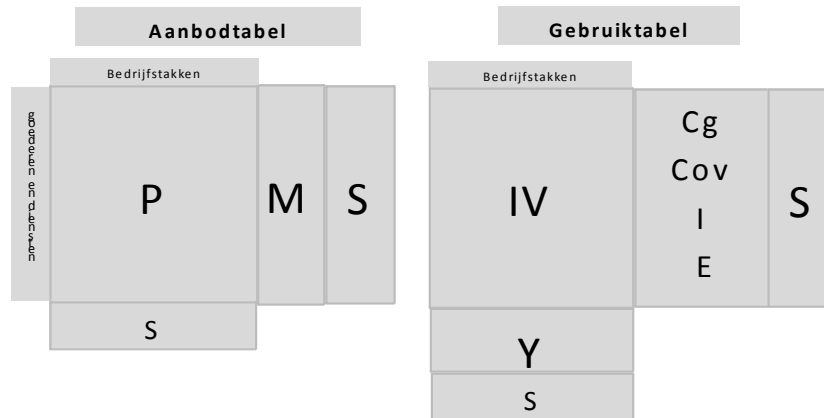 Aanbodtabel
Bedrijfstakken
goederen en diensten
P
M
S
S
Gebruiktabel
Bedrijfstakken
IV
Cg
Cov
I
E
S
Y
S